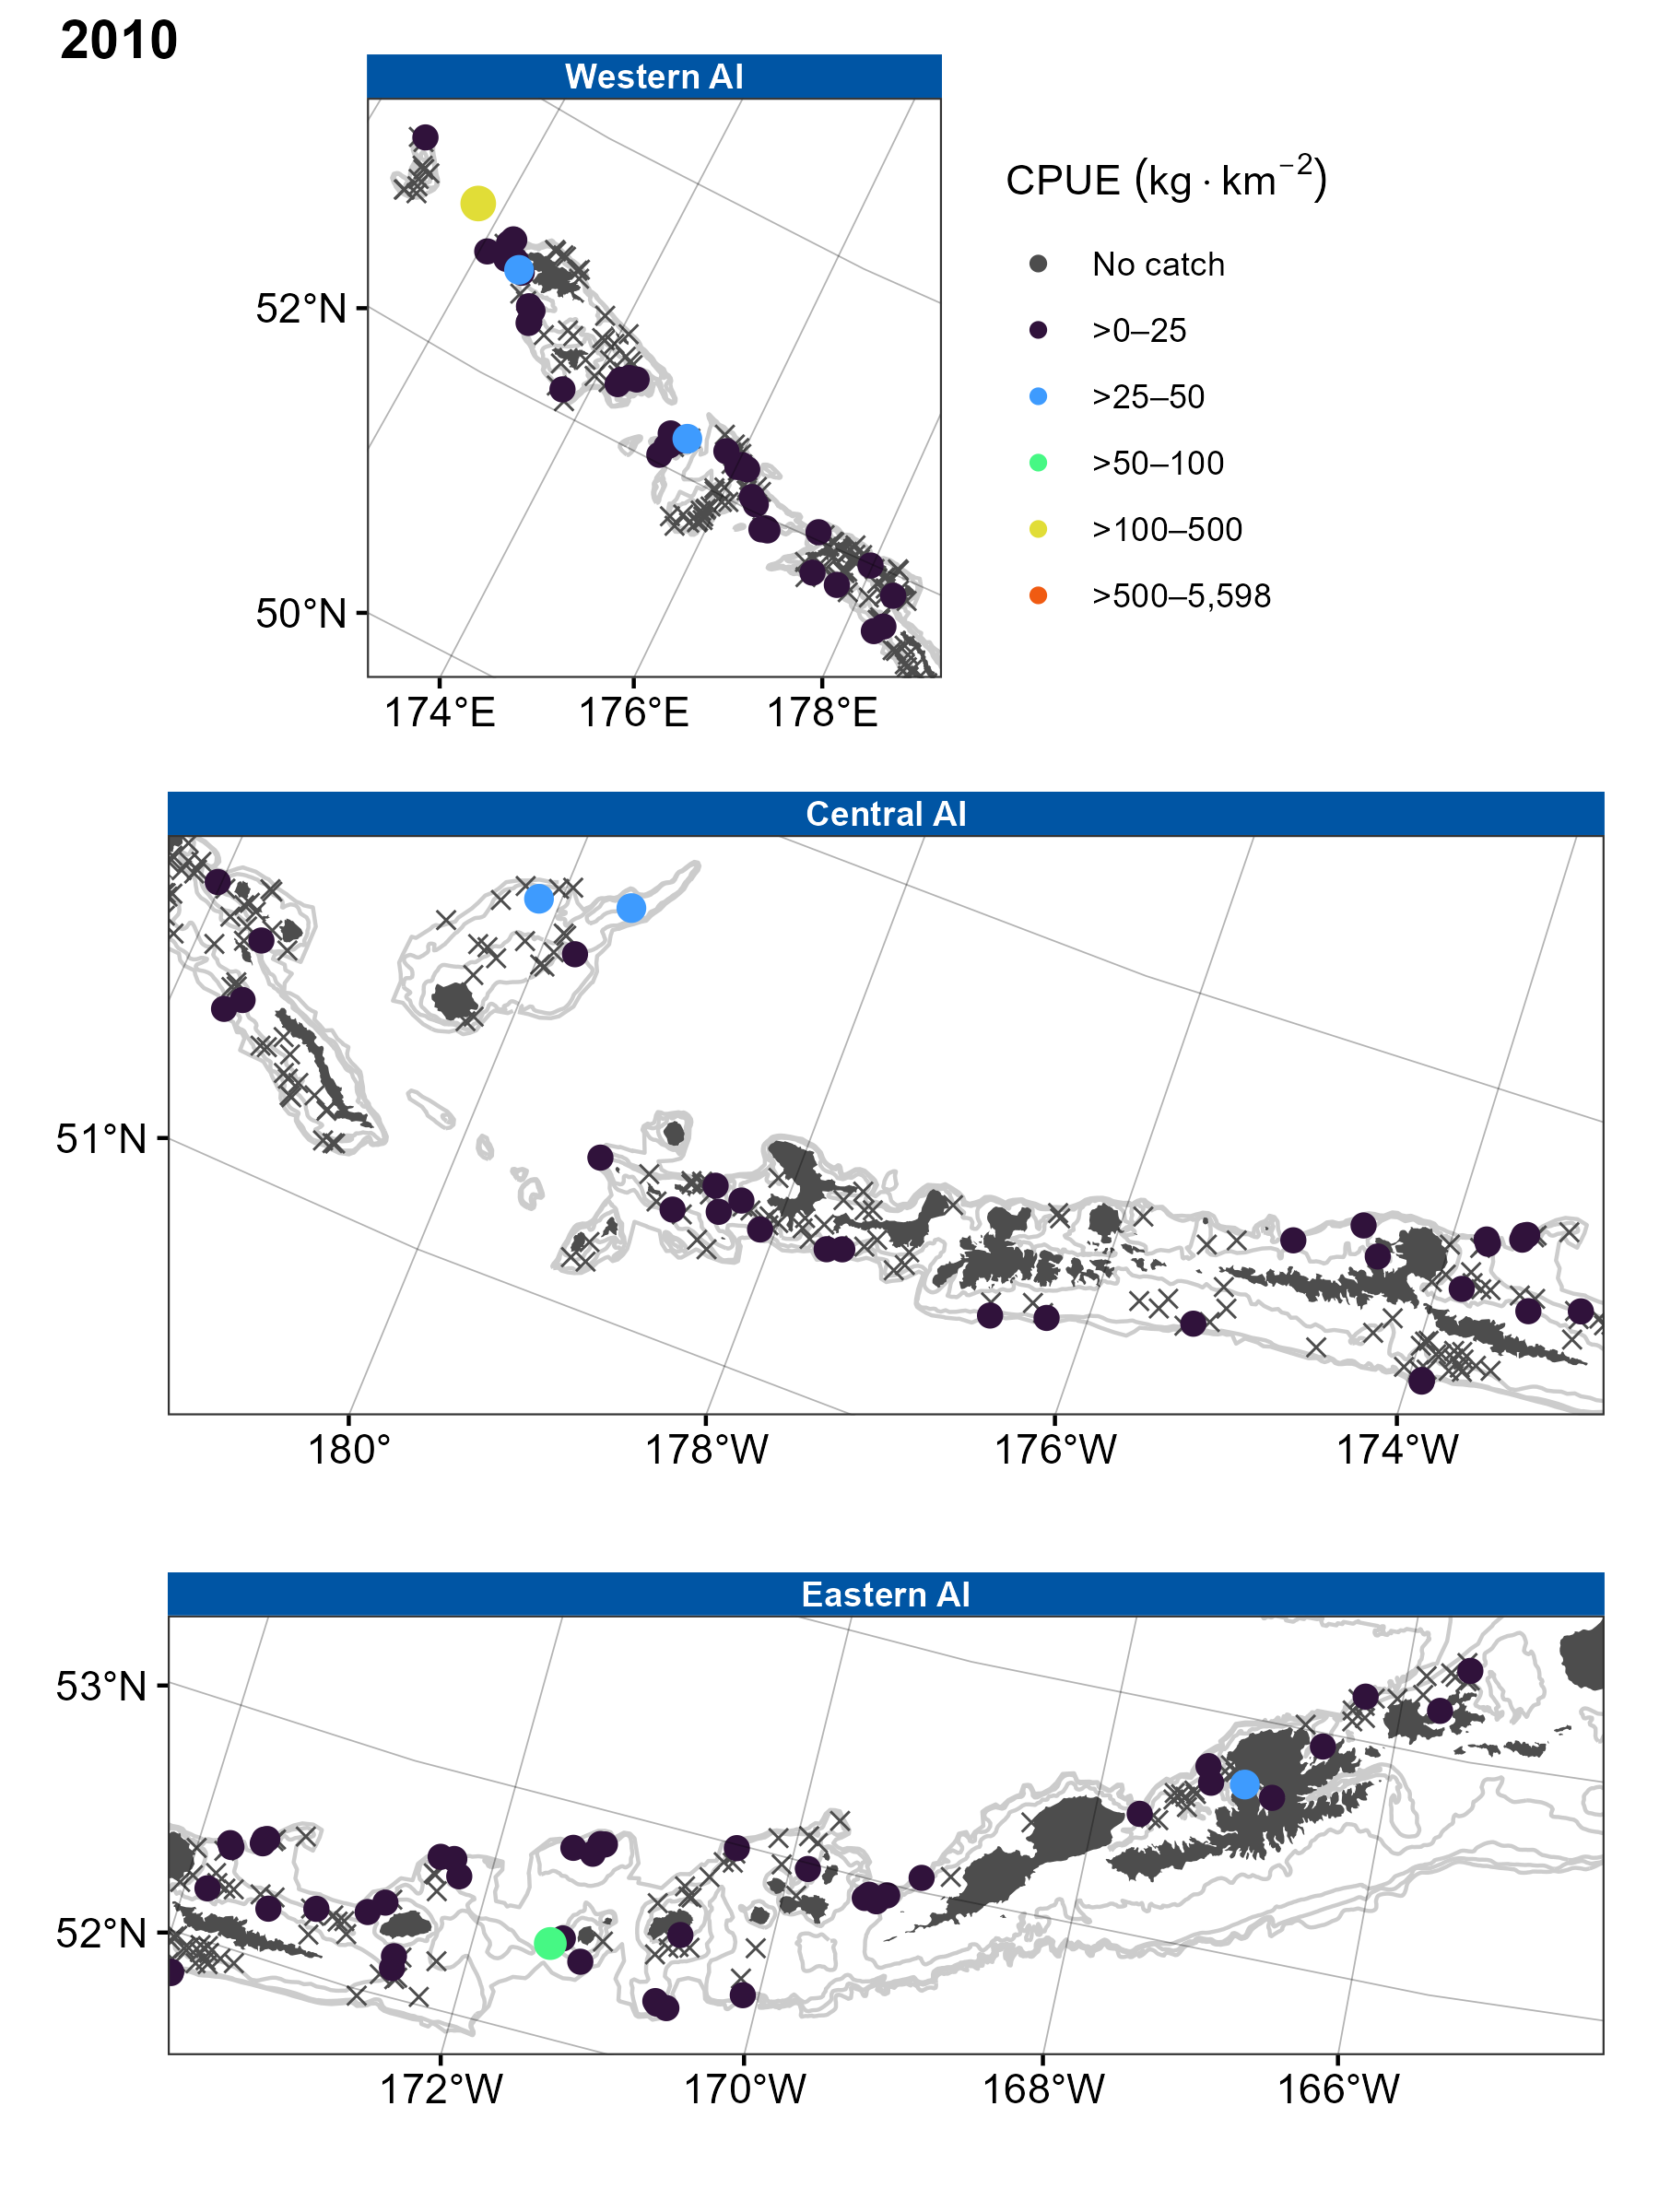 2010
Western AI
CPUE (kg · km⁻²)
No catch
>0–25
>25–50
>50–100
>100–500
>500–5,598
52°N
50°N
174°E 176°E 178°E
Central AI
51°N
180° 178°W 176°W 174°W
Eastern AI
53°N
52°N
172°W 170°W 168°W 166°W